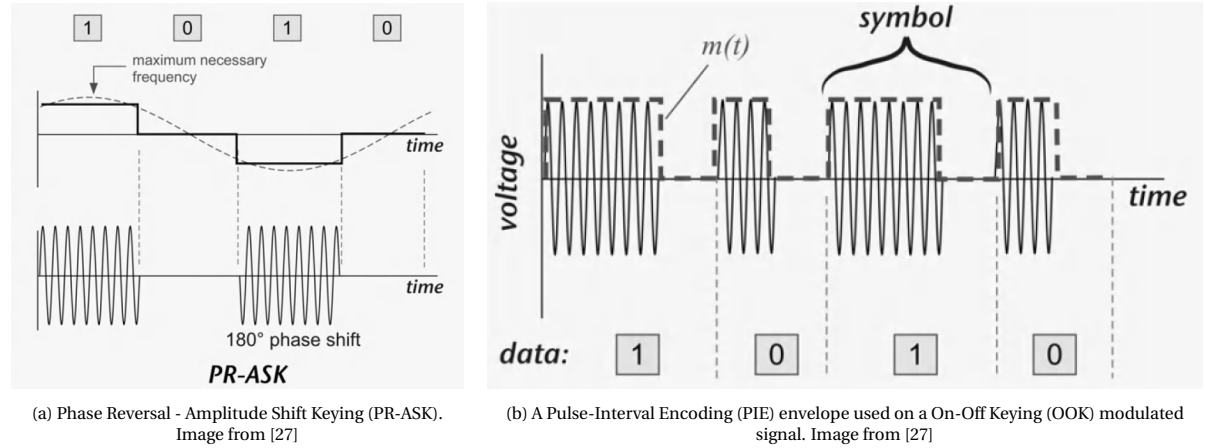 1 0 1 0
maximum necessary
frequency
time
time
180° phase shift
PR-ASK
(a) Phase Reversal - Amplitude Shift Keying (PR-ASK).
Image from [27]
symbol
m(t)
voltage
time
data: 1 0 1 0
(b) A Pulse-Interval Encoding (PIE) envelope used on a On-Off Keying (OOK) modulated
signal. Image from [27]